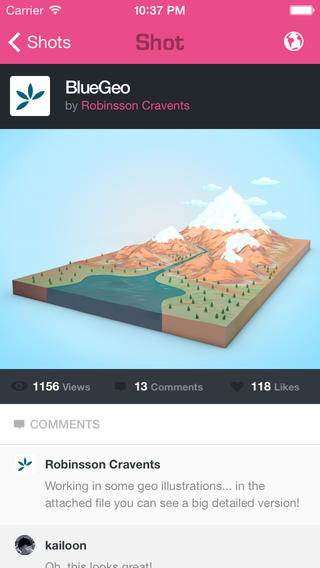 Carrier 10:37 PM
Shots Shot
BlueGeo
by Robinsson Cravents
1156 Views 13 Comments 118 Likes
COMMENTS
Robinsson Cravents
Working in some geo illustrations... in the
attached file you can see a big detailed version!
kailoon
Oh, this looks great!